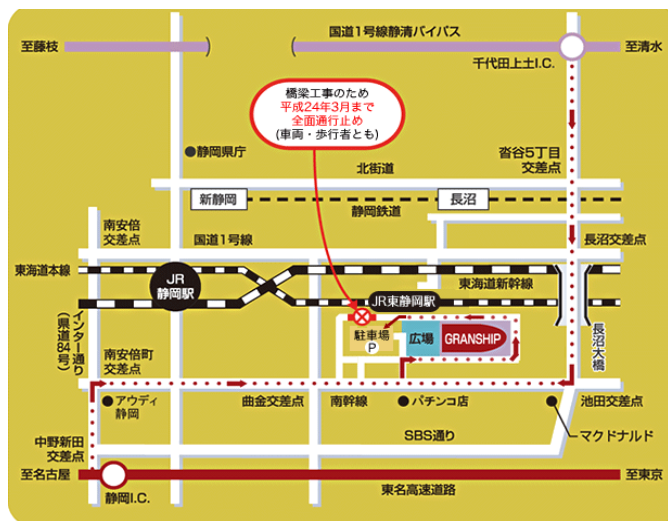 国道1号線静清バイパス
至藤枝
至清水
千代田上土I.C.
橋梁工事のため
平成24年3月まで
全面通行止め
(車両・歩行者とも)
●静岡県庁
沓谷5丁目
交差点
北街道
新静岡
長沼
静岡鉄道
南安倍
交差点
国道1号線
長沼交差点
東海道本線
JR
静岡駅
東海道新幹線
JR東静岡駅
インター通り
(県道84号)
駐車場
P
広場
GRANSHIP
長沼大橋
南安倍町
交差点
●アウディ
静岡
曲金交差点
南幹線
●パチンコ店
池田交差点
SBS通り
マクドナルド
中野新田
交差点
至名古屋
至東京
静岡I.C.
東名高速道路